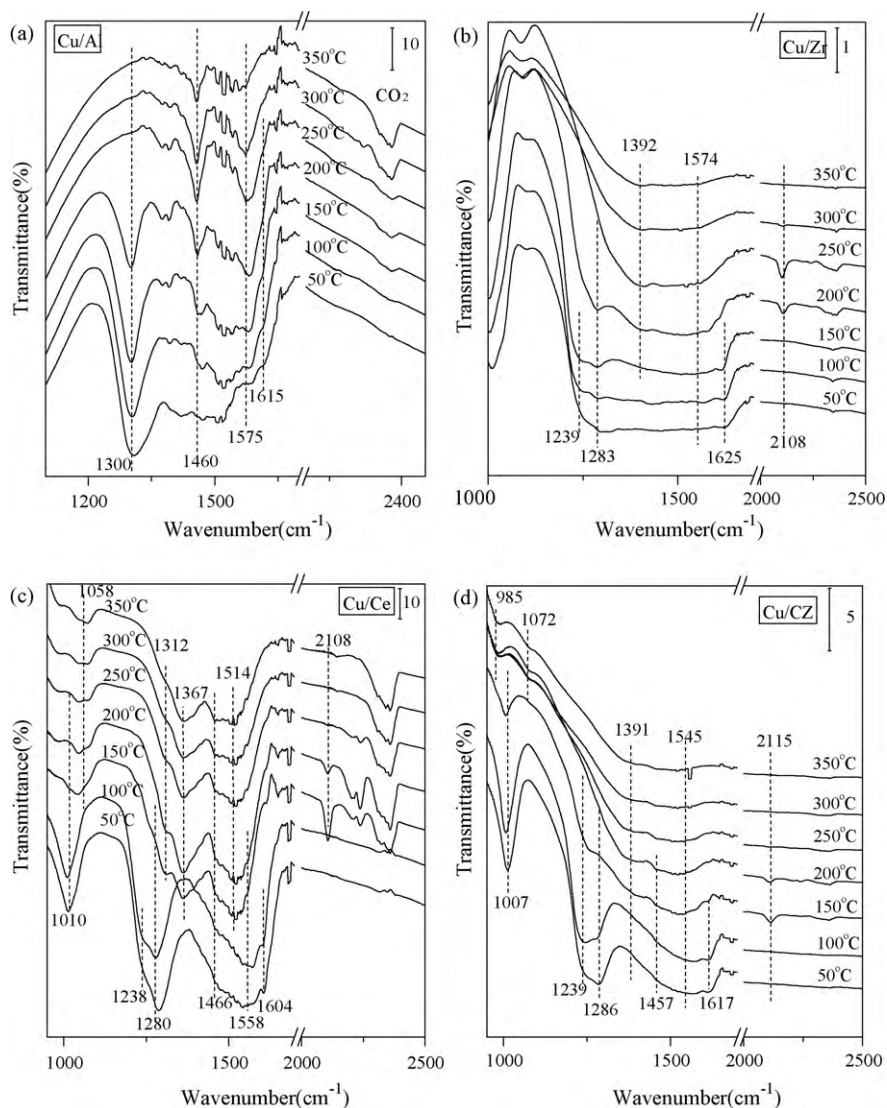 (a) Cu/Al 10
350°C
CO2
300°C
250°C
200°C
150°C
100°C
50°C
1300 1460 1575 1615
1200 1500 2400
Wavenumber(cm-1)
Transmittance(%)
(b) Cu/Zr 1
1392 1574
350°C
300°C
250°C
200°C
150°C
100°C
50°C
1239 1283 1625 2108
1000 1500 2000 2500
Wavenumber(cm-1)
Transmittance(%)
(c) Cu/Ce 10
1058
350°C
300°C
1312
2108
250°C
1367
1514
200°C
150°C
100°C
50°C
1010
1238 1280 1466 1558 1604
1000 1500 2000 2500
Wavenumber(cm-1)
Transmittance(%)
(d) Cu/CZ 5
985
1072
1391 1545 2115
350°C
300°C
250°C
200°C
150°C
100°C
50°C
1007
1239 1286 1457 1617
1000 1500 2000 2500
Wavenumber(cm-1)
Transmittance(%)